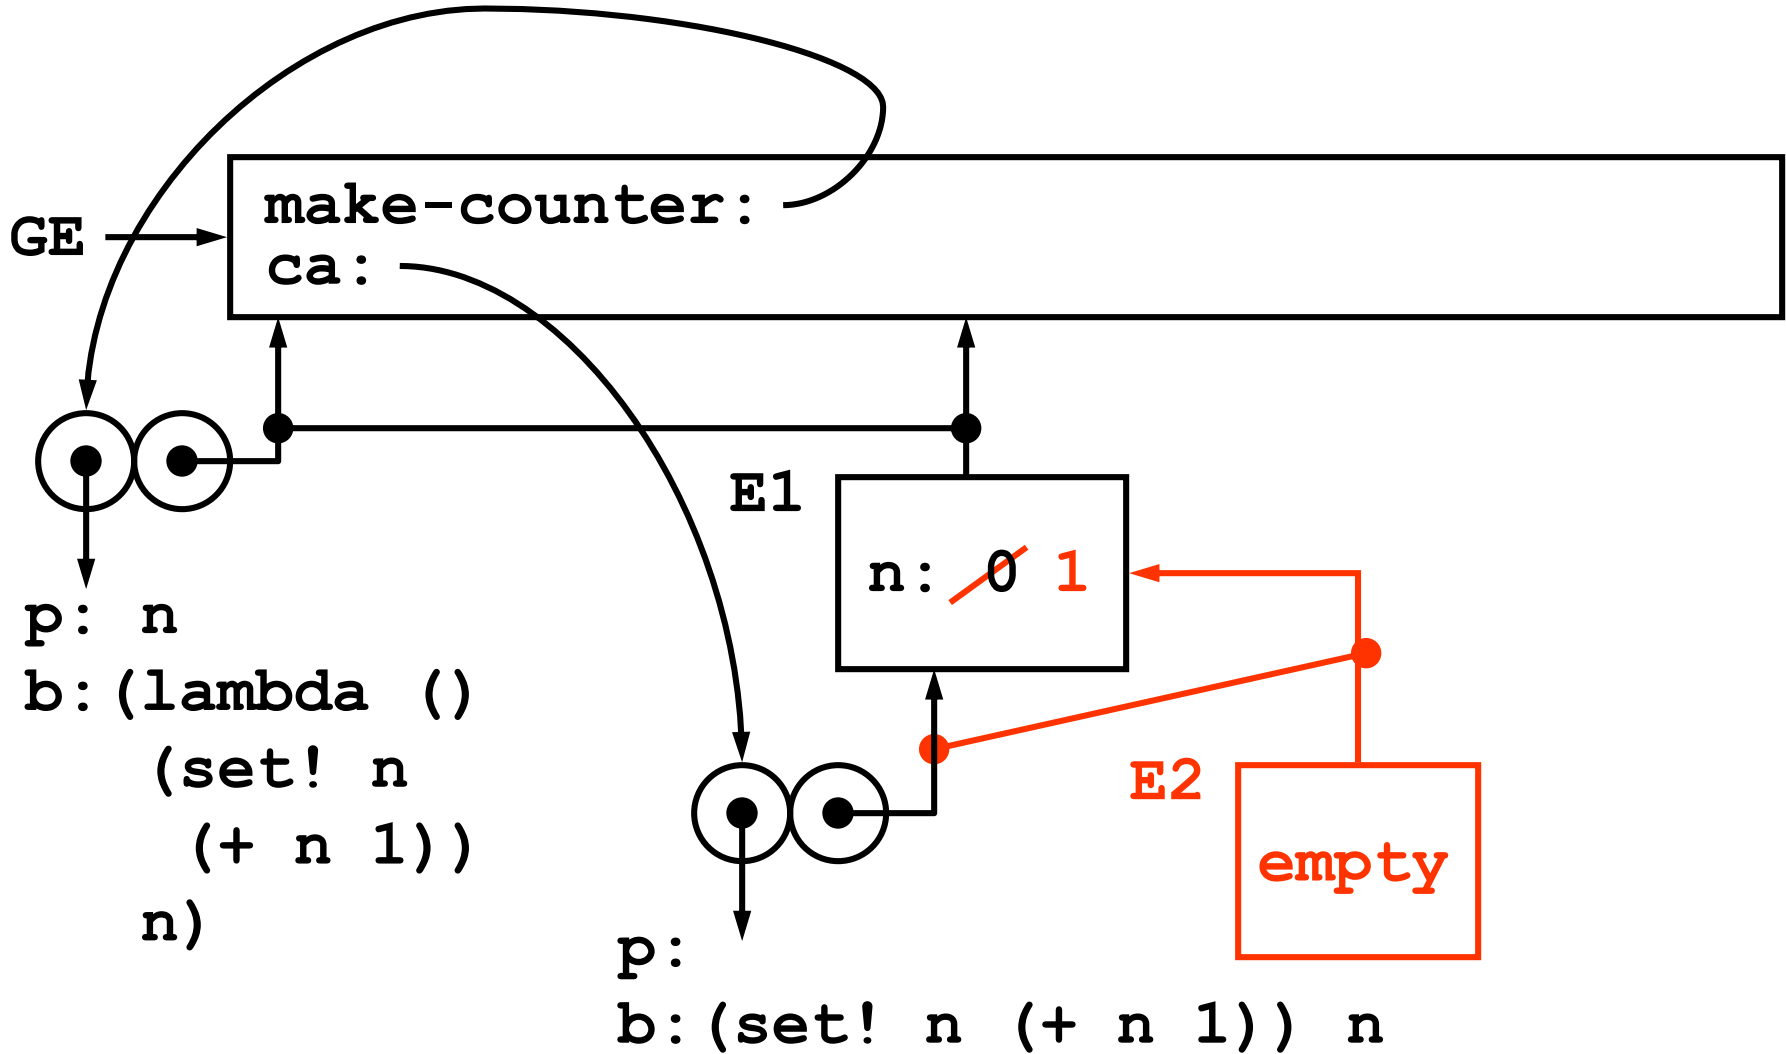 make-counter:
GE
ca:
E1
n: 0 1
p: n
b:(lambda ()
(set! n
(+ n 1))
n)
E2
empty
p:
b:(set! n (+ n 1)) n